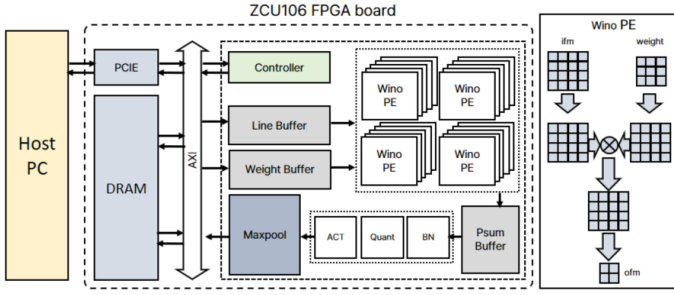 ZCU106 FPGA board
Wino PE
Host
PC
PCIE
DRAM
AXI
Controller
Line Buffer
Weight Buffer
Maxpool
Wino
PE
Wino
PE
Wino
PE
Wino
PE
ACT
Quant
BN
Psum
Buffer
ifm
weight
ofm